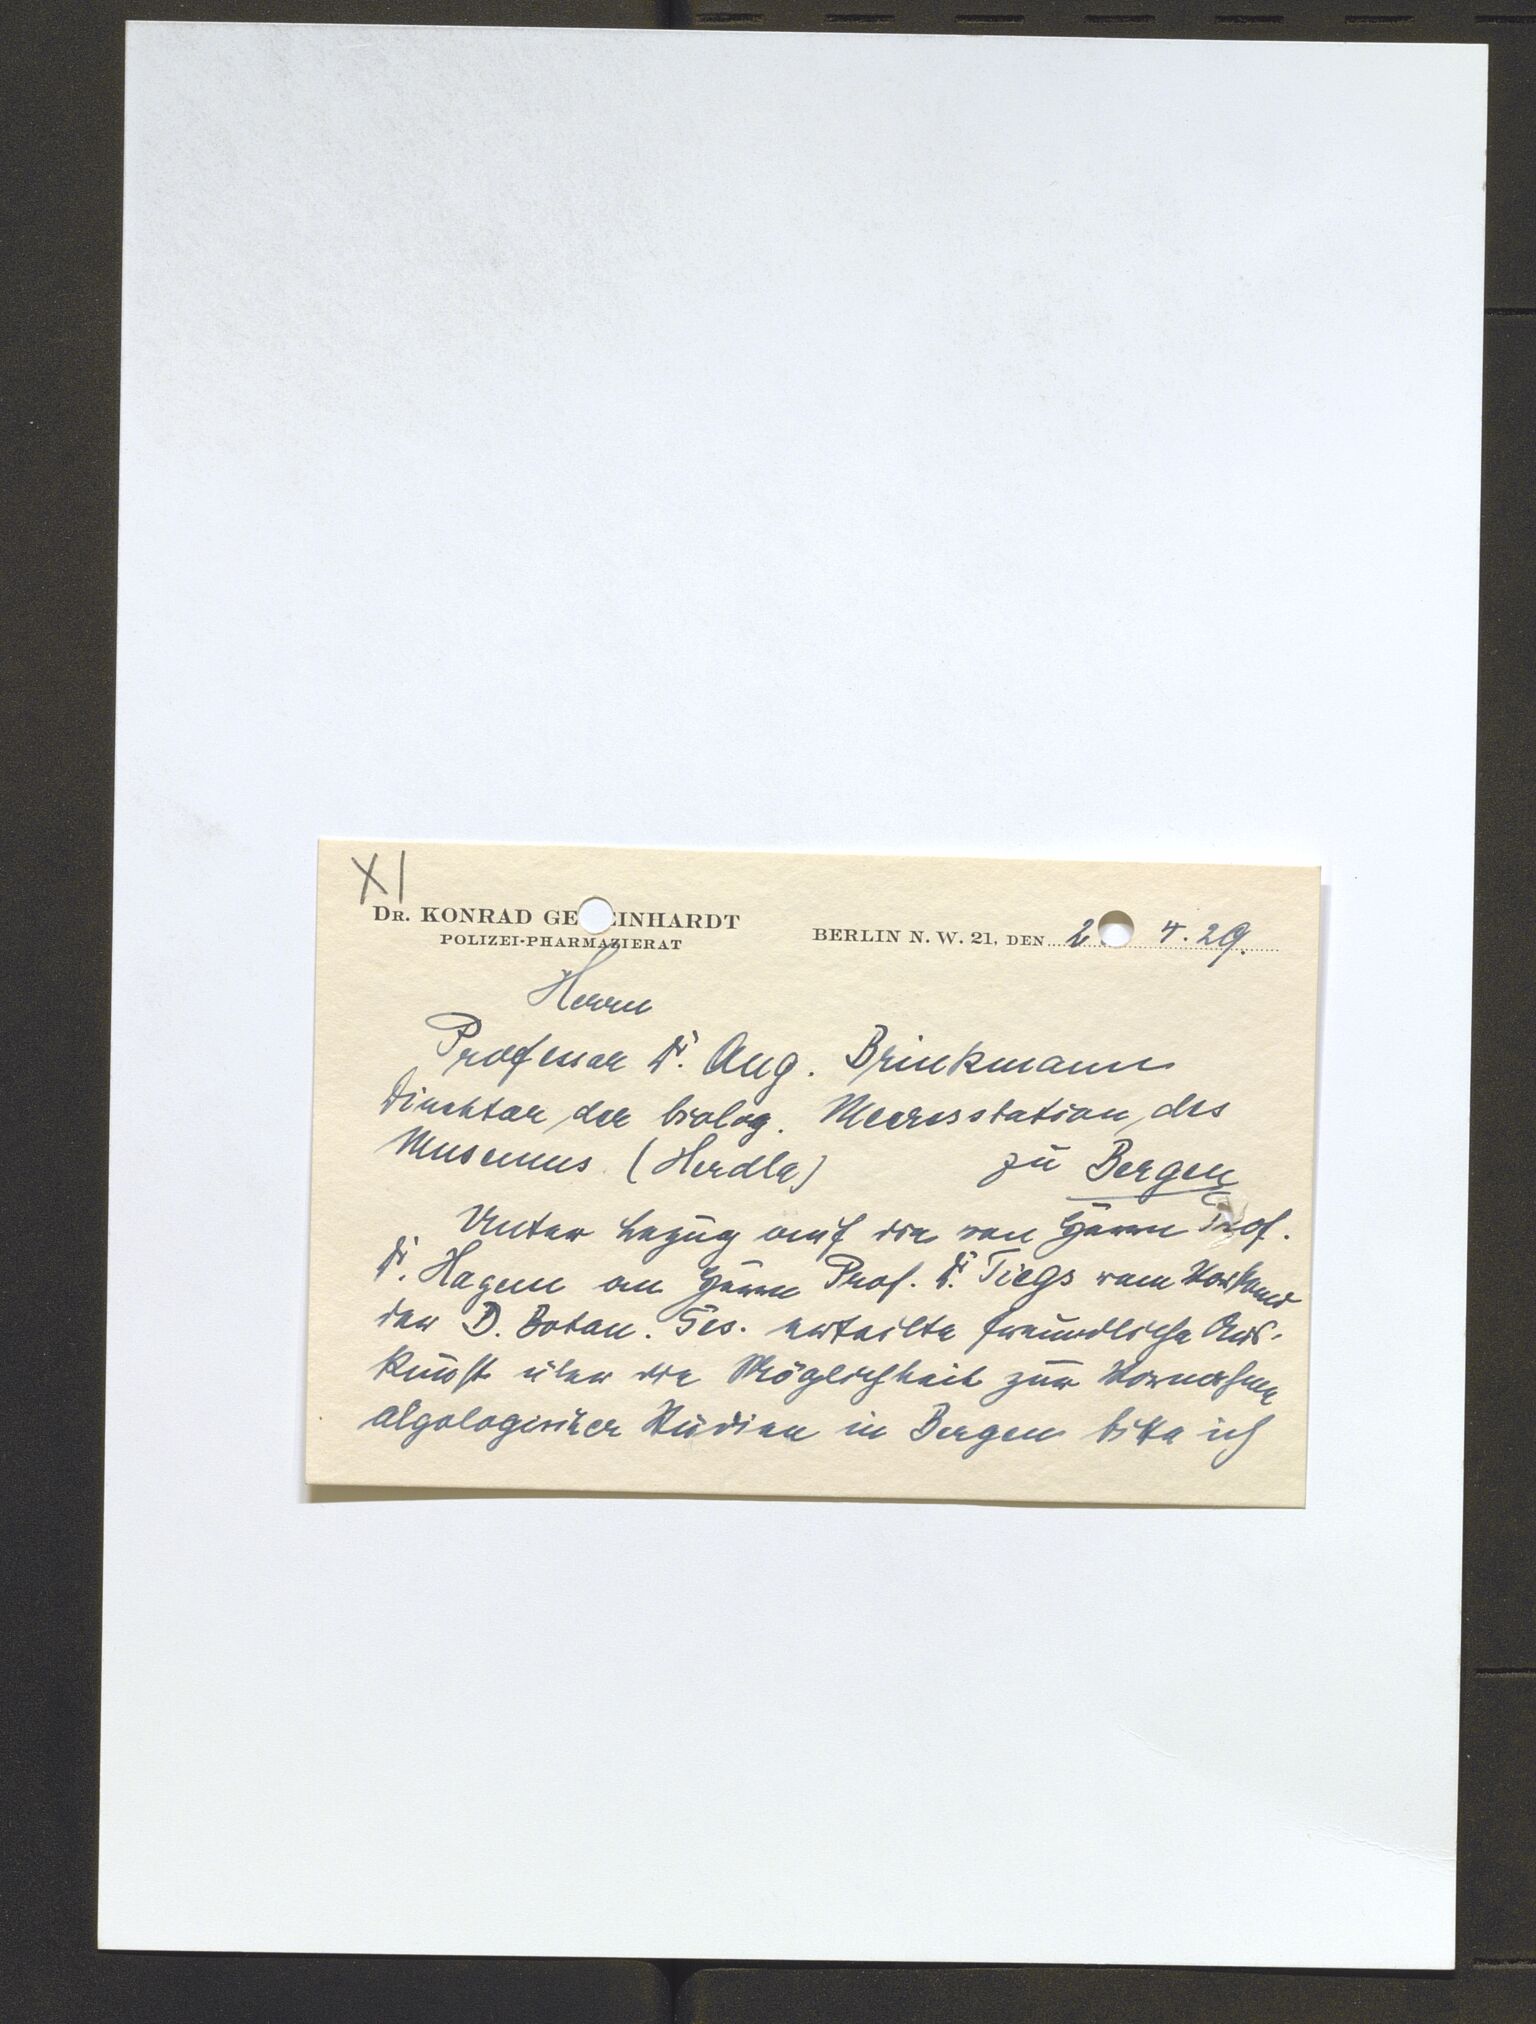 XI
DR. KONRAD GE EINHARDT
POLIZEI-PHARMAZIERAT
BERLIN N. W. 21, DEN 2 4.29.
Herrn
Professor Dr. Aug. Brinkmann
Direktor der biolog. Meeresstation des
Museums (Herdla) zu Bergen
Unter Bezug auf die von Herrn Prof.
Dr. Hagem an Herrn Prof. Dr. Tiegs vom Vorstand
der D. Botan. Ges. erteilte freundliche Aus-
kunft über die Möglichkeit zur Vornahme
algologischer Studien in Bergen bitte ich